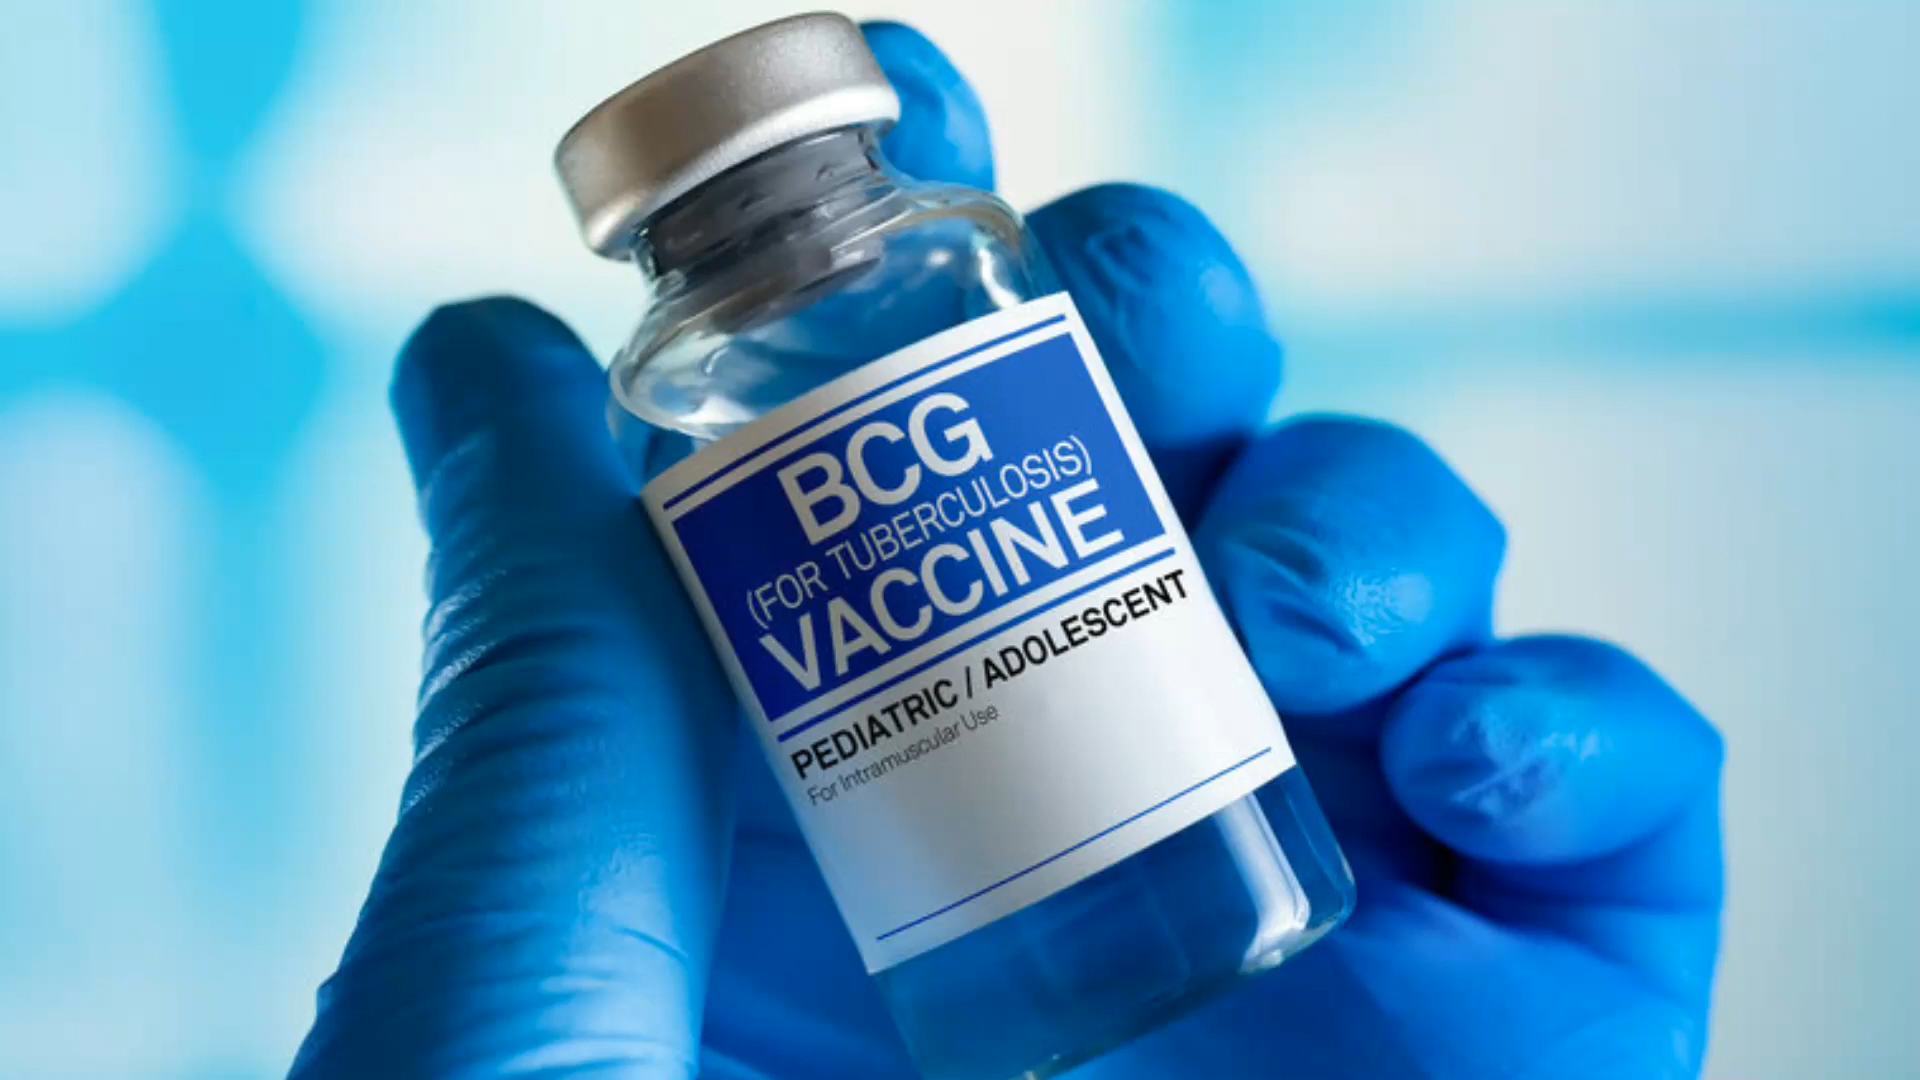 BCG
(FOR TUBERCULOSIS)
VACCINE
PEDIATRIC / ADOLESCENT
For Intramuscular Use